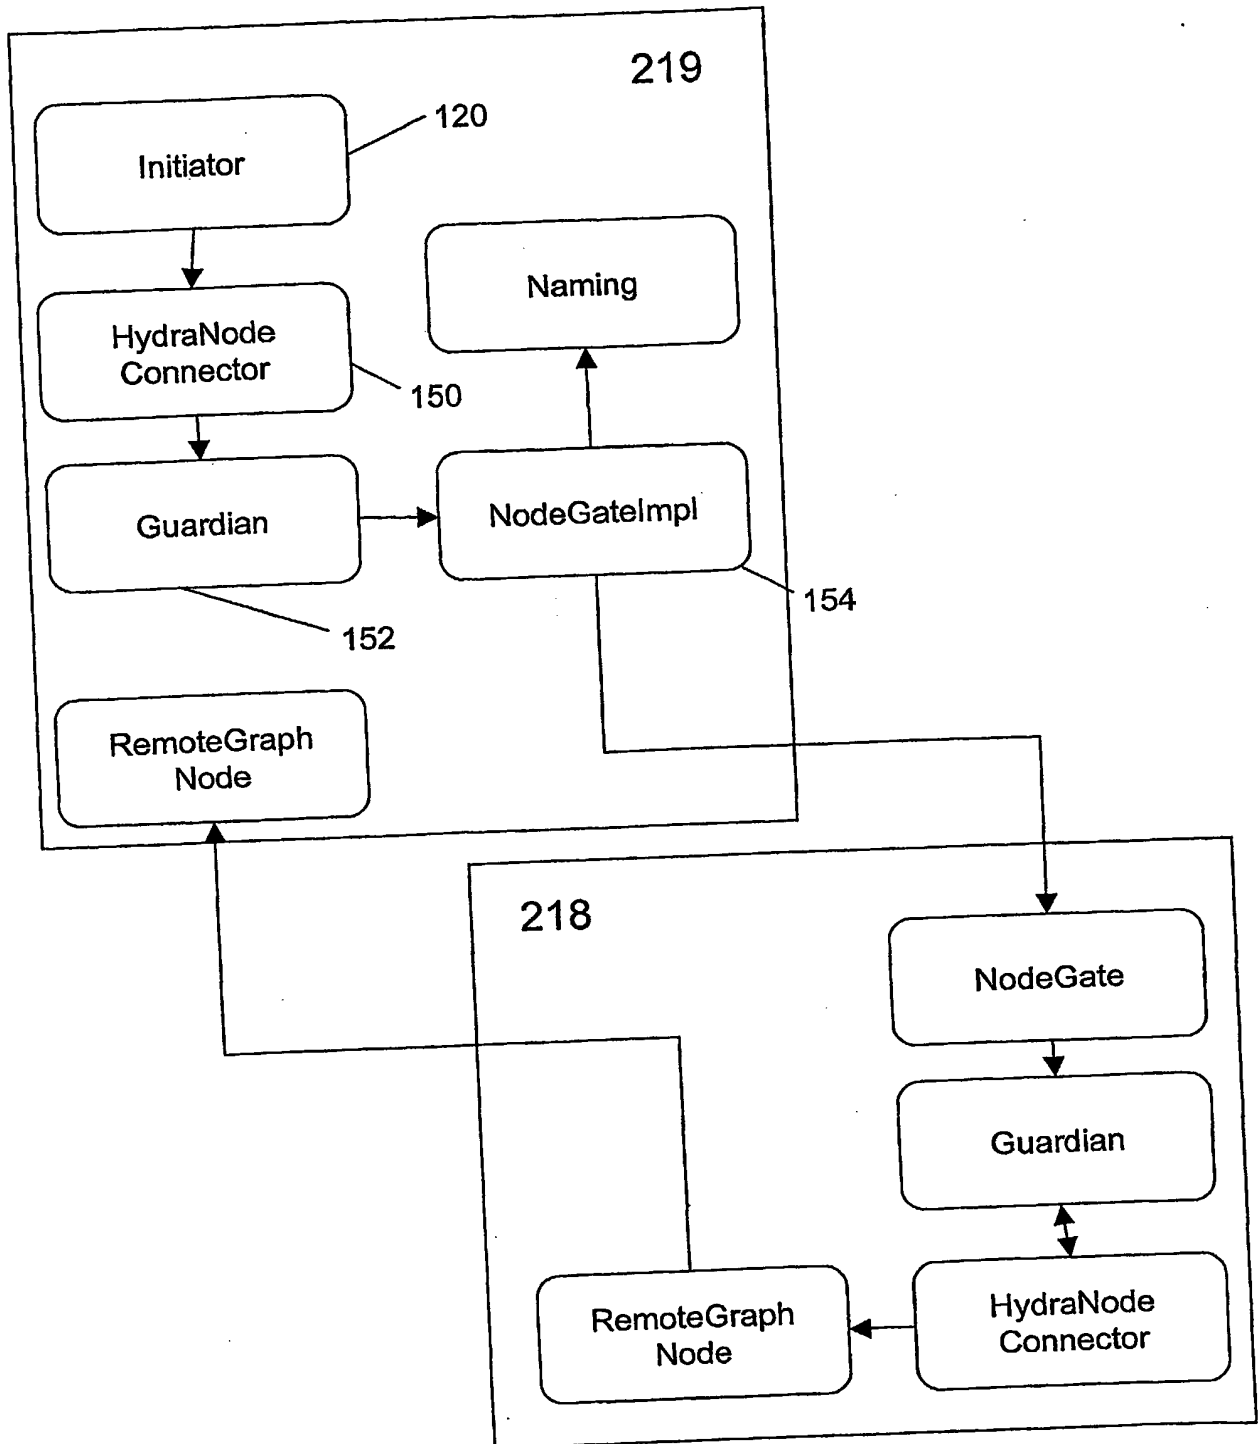 219
120
Initiator
Naming
HydraNode
Connector
150
Guardian
NodeGateImpl
154
152
RemoteGraph
Node
218
NodeGate
Guardian
HydraNode
Connector
RemoteGraph
Node